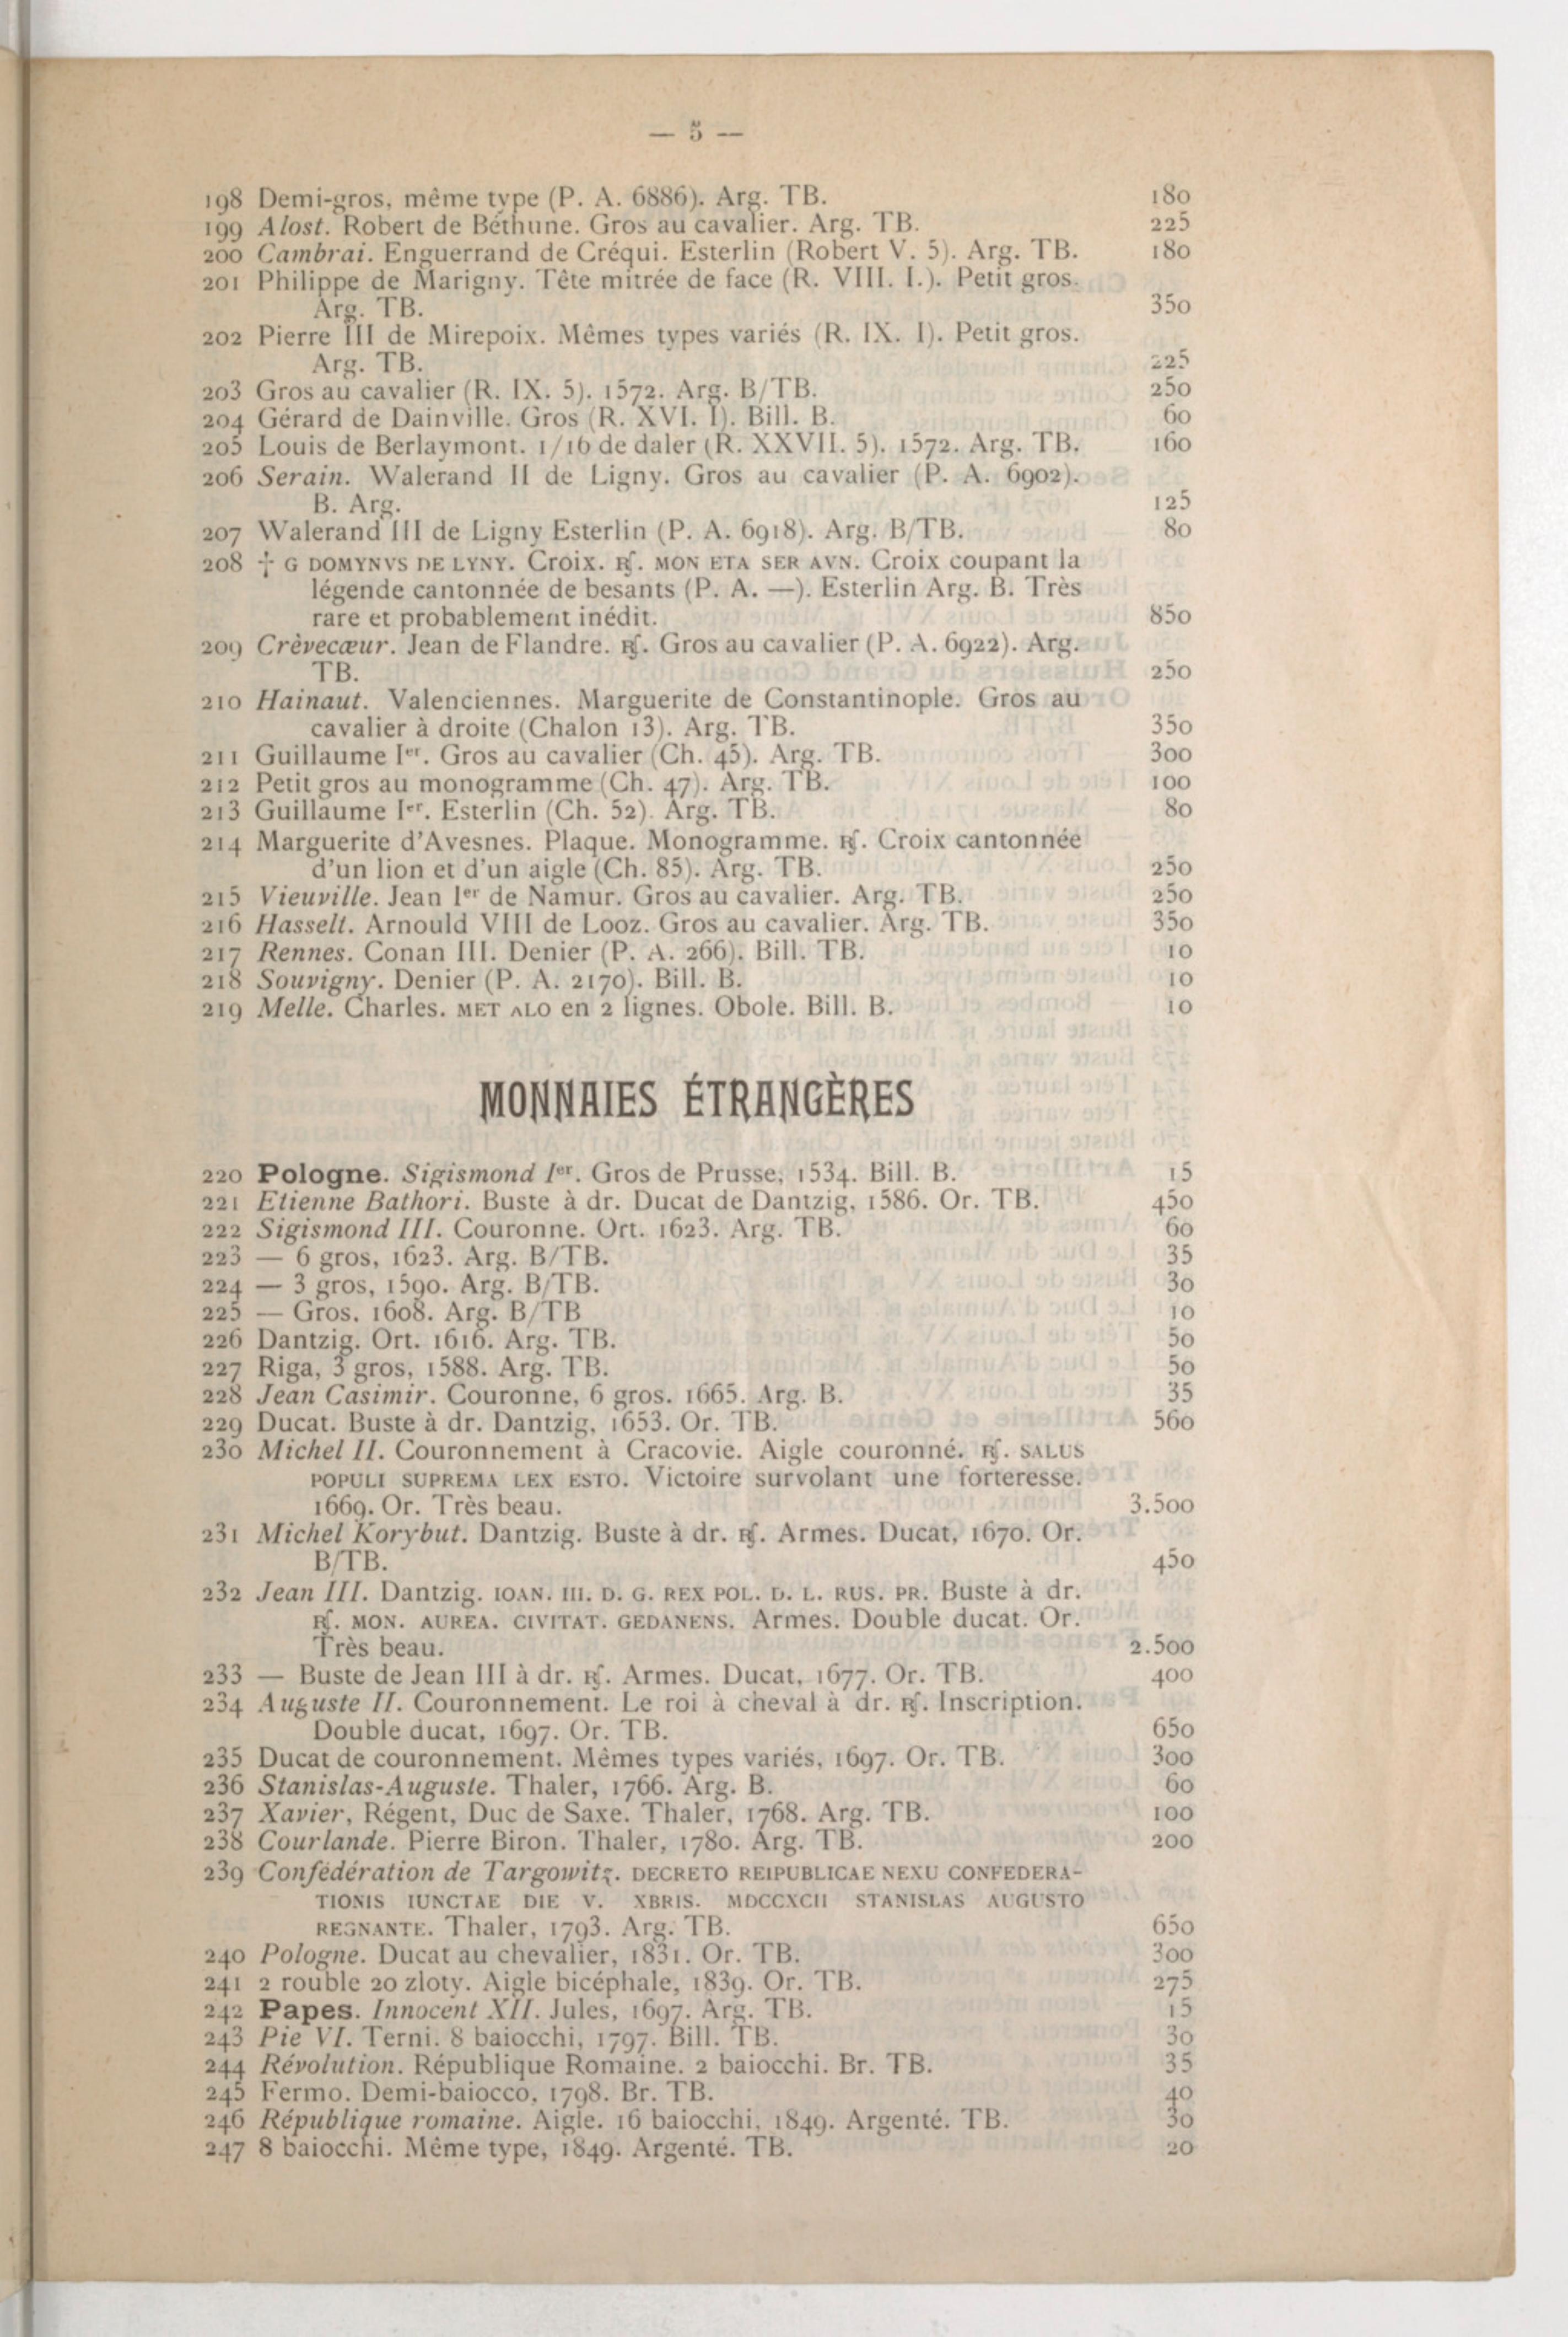 — 5 —
198 Demi-gros, même type (P. A. 6886). Arg. TB. 180
199 Alost. Robert de Béthune. Gros au cavalier. Arg. TB. 225
200 Cambrai. Enguerrand de Créqui. Esterlin (Robert V. 5). Arg. TB. 180
201 Philippe de Marigny. Tête mitrée de face (R. VIII. I.). Petit gros.
Arg. TB. 350
202 Pierre III de Mirepoix. Mêmes types variés (R. IX. I). Petit gros.
Arg. TB. 225
203 Gros au cavalier (R. IX. 5). 1572. Arg. B/TB. 250
204 Gérard de Dainville. Gros (R. XVI. I). Bill. B. 60
205 Louis de Berlaymont. 1/16 de daler (R. XXVII. 5). 1572. Arg. TB. 160
206 Serain. Walerand II de Ligny. Gros au cavalier (P. A. 6902).
B. Arg. 125
207 Walerand III de Ligny Esterlin (P. A. 6918). Arg. B/TB. 80
208 † G DOMYNVS DE LYNY. Croix. ℟. MON ETA SER AVN. Croix coupant la
légende cantonnée de besants (P. A. —). Esterlin Arg. B. Très
rare et probablement inédit. 850
209 Crèvecœur. Jean de Flandre. ℟. Gros au cavalier (P. A. 6922). Arg.
TB. 250
210 Hainaut. Valenciennes. Marguerite de Constantinople. Gros au
cavalier à droite (Chalon 13). Arg. TB. 350
211 Guillaume Ier. Gros au cavalier (Ch. 45). Arg. TB. 300
212 Petit gros au monogramme (Ch. 47). Arg. TB. 100
213 Guillaume Ier. Esterlin (Ch. 52). Arg. TB. 80
214 Marguerite d'Avesnes. Plaque. Monogramme. ℟. Croix cantonnée
d'un lion et d'un aigle (Ch. 85). Arg. TB. 250
215 Vieuville. Jean Ier de Namur. Gros au cavalier. Arg. TB. 250
216 Hasselt. Arnould VIII de Looz. Gros au cavalier. Arg. TB. 350
217 Rennes. Conan III. Denier (P. A. 266). Bill. TB. 10
218 Souvigny. Denier (P. A. 2170). Bill. B. 10
219 Melle. Charles. MET ALO en 2 lignes. Obole. Bill. B. 10
MONNAIES ÉTRANGÈRES
220 Pologne. Sigismond Ier. Gros de Prusse, 1534. Bill. B. 15
221 Etienne Bathori. Buste à dr. Ducat de Dantzig, 1586. Or. TB. 450
222 Sigismond III. Couronne. Ort. 1623. Arg. TB. 60
223 — 6 gros, 1623. Arg. B/TB. 35
224 — 3 gros, 1590. Arg. B/TB. 30
225 — Gros. 1608. Arg. B/TB 10
226 Dantzig. Ort. 1616. Arg. TB. 50
227 Riga, 3 gros, 1588. Arg. TB. 50
228 Jean Casimir. Couronne, 6 gros. 1665. Arg. B. 35
229 Ducat. Buste à dr. Dantzig, 1653. Or. TB. 560
230 Michel II. Couronnement à Cracovie. Aigle couronné. ℟. SALUS
POPULI SUPREMA LEX ESTO. Victoire survolant une forteresse.
1669. Or. Très beau. 3.500
231 Michel Korybut. Dantzig. Buste à dr. ℟. Armes. Ducat, 1670. Or.
B/TB. 450
232 Jean III. Dantzig. IOAN. III. D. G. REX POL. D. L. RUS. PR. Buste à dr.
℟. MON. AUREA. CIVITAT. GEDANENS. Armes. Double ducat. Or.
Très beau. 2.500
233 — Buste de Jean III à dr. ℟. Armes. Ducat, 1677. Or. TB. 400
234 Auguste II. Couronnement. Le roi à cheval à dr. ℟. Inscription.
Double ducat, 1697. Or. TB. 650
235 Ducat de couronnement. Mêmes types variés, 1697. Or. TB. 300
236 Stanislas-Auguste. Thaler, 1766. Arg. B. 60
237 Xavier, Régent, Duc de Saxe. Thaler, 1768. Arg. TB. 100
238 Courlande. Pierre Biron. Thaler, 1780. Arg. TB. 200
239 Confédération de Targowitz. DECRETO REIPUBLICAE NEXU CONFEDERA-
TIONIS IUNCTAE DIE V. XBRIS. MDCCXCII STANISLAS AUGUSTO
REGNANTE. Thaler, 1793. Arg. TB. 650
240 Pologne. Ducat au chevalier, 1831. Or. TB. 300
241 2 rouble 20 zloty. Aigle bicéphale, 1839. Or. TB. 275
242 Papes. Innocent XII. Jules, 1697. Arg. TB. 15
243 Pie VI. Terni. 8 baiocchi, 1797. Bill. TB. 30
244 Révolution. République Romaine. 2 baiocchi. Br. TB. 35
245 Fermo. Demi-baiocco, 1798. Br. TB. 40
246 République romaine. Aigle. 16 baiocchi, 1849. Argenté. TB. 30
247 8 baiocchi. Même type, 1849. Argenté. TB. 20